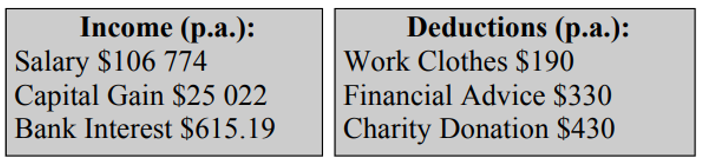 Income (p.a.):
Salary $106 774
Capital Gain $25 022
Bank Interest $615.19
Deductions (p.a.):
Work Clothes $190
Financial Advice $330
Charity Donation $430